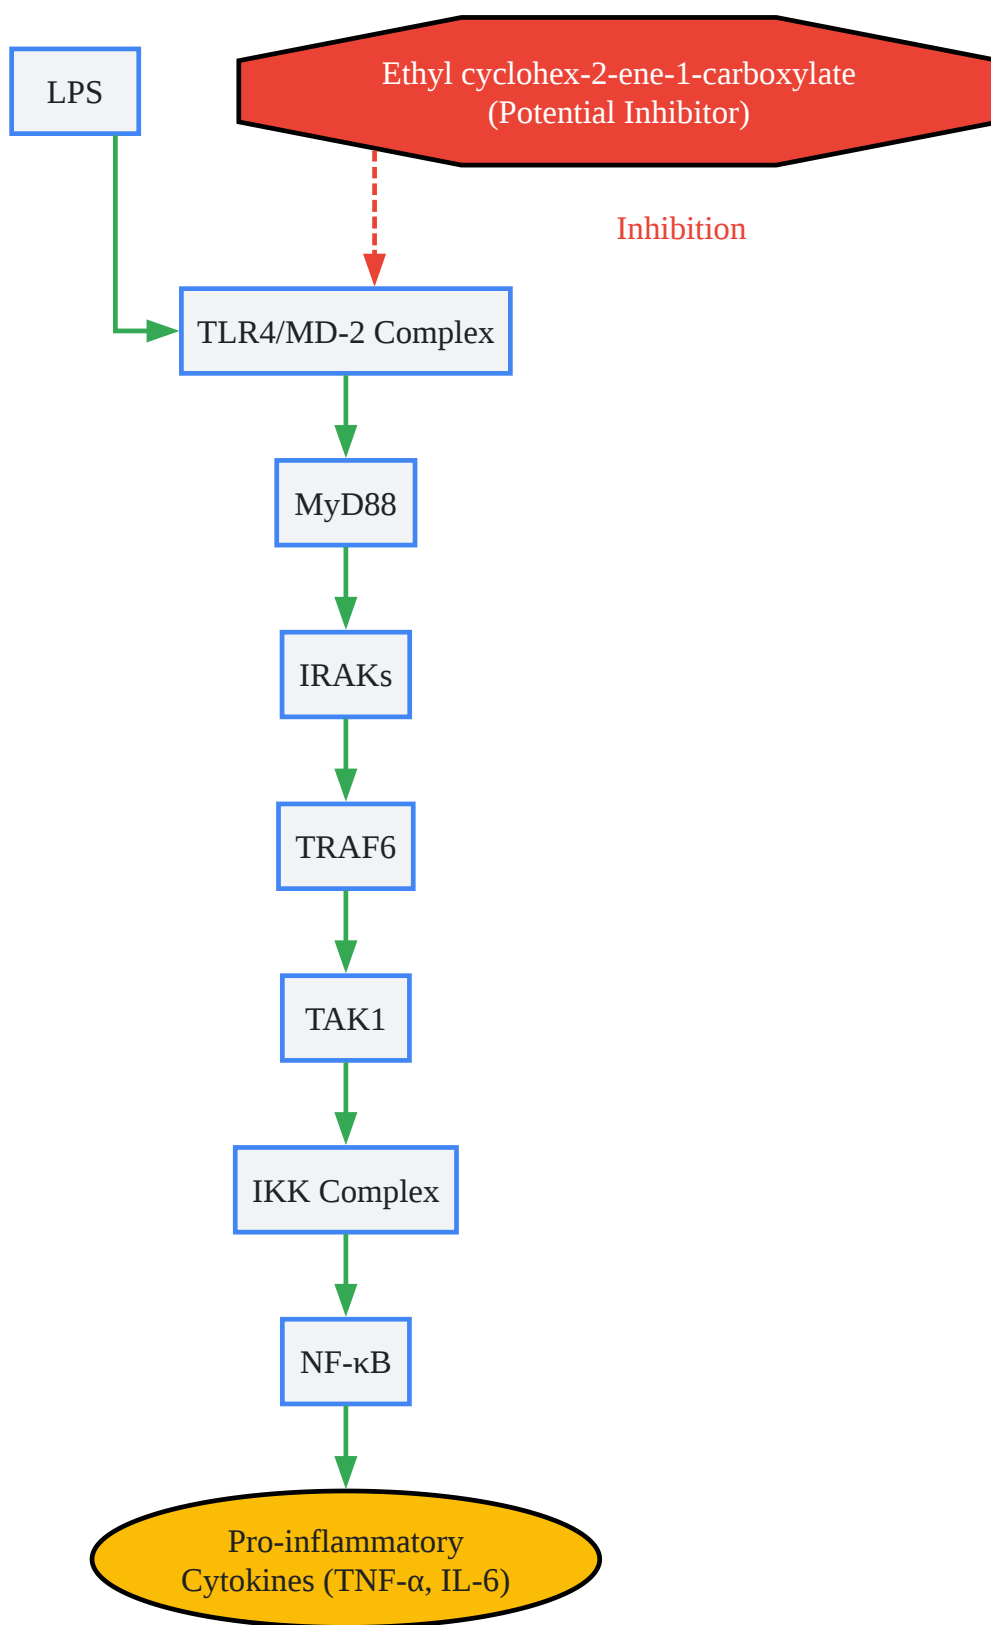 LPS
Ethyl cyclohex-2-ene-1-carboxylate
(Potential Inhibitor)
Inhibition
TLR4/MD-2 Complex
MyD88
IRAKs
TRAF6
TAK1
IKK Complex
NF-κB
Pro-inflammatory
Cytokines (TNF-α, IL-6)